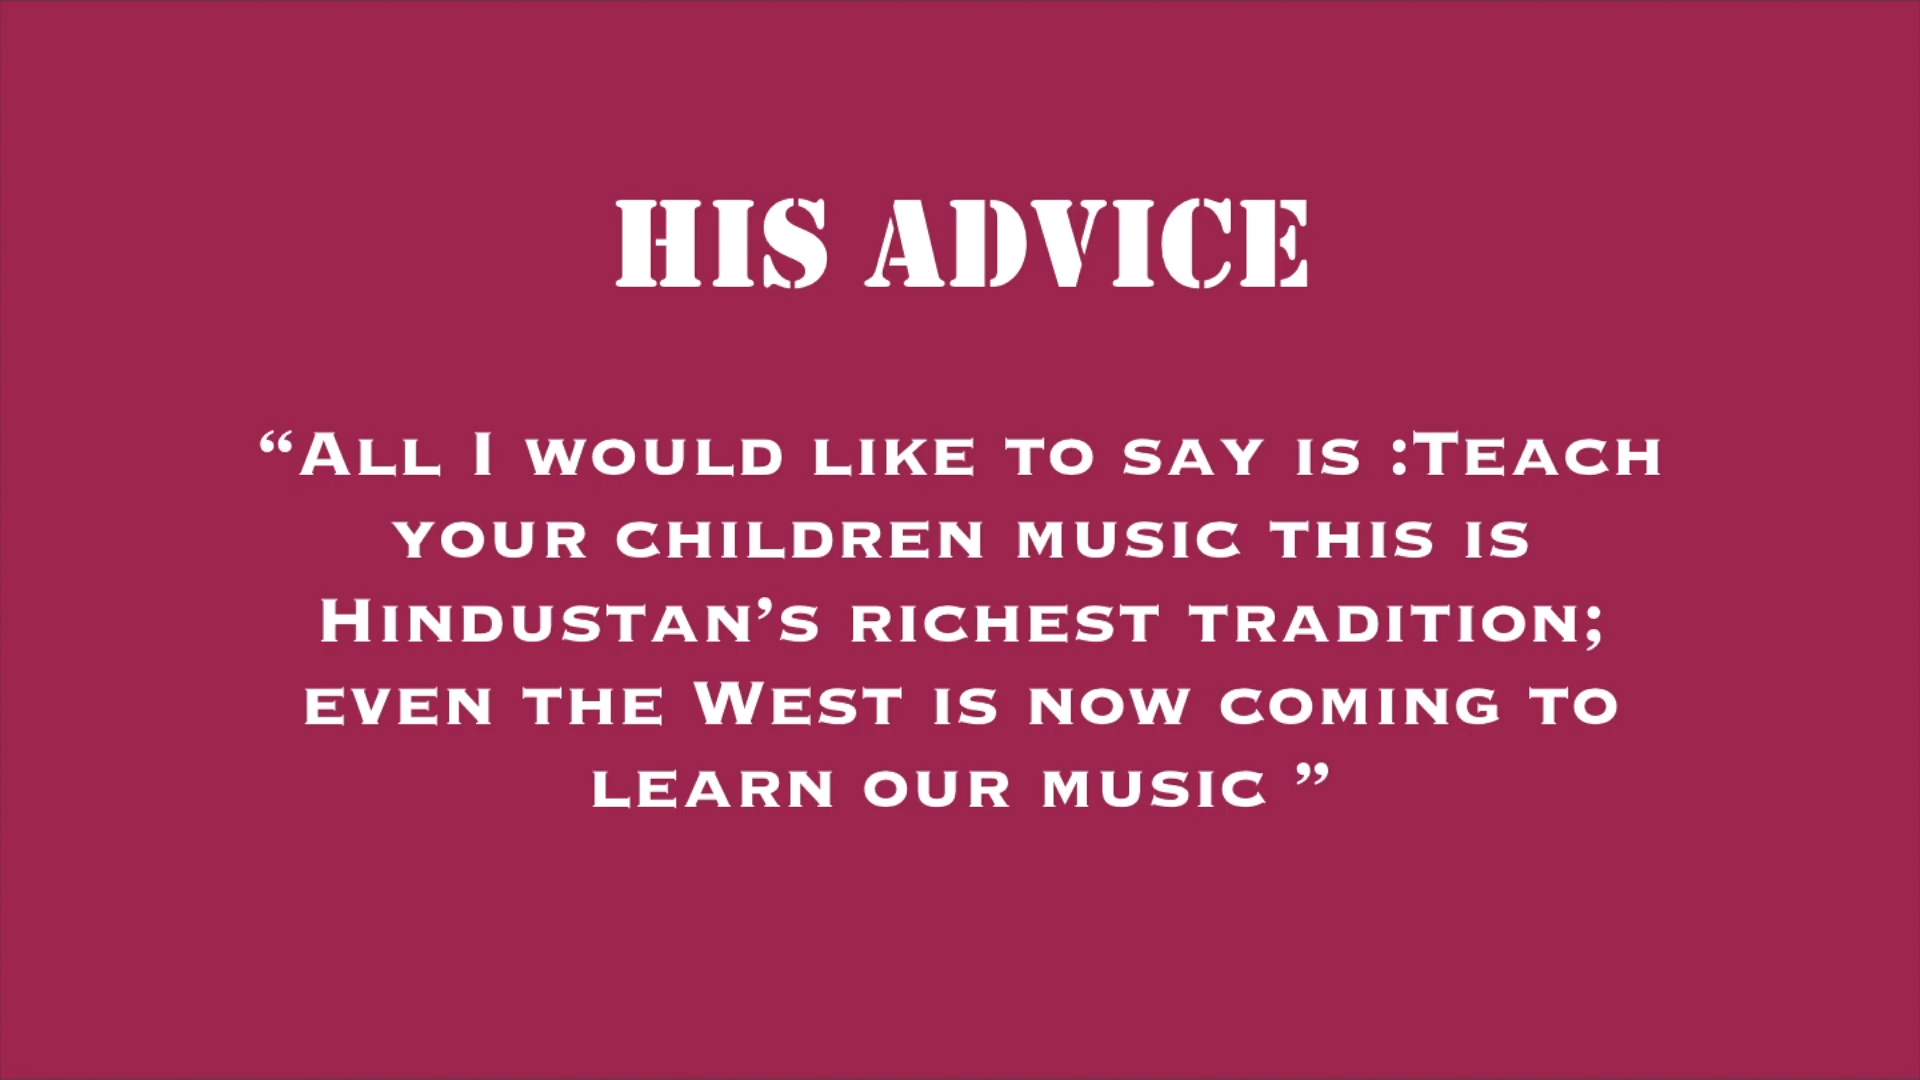 HIS ADVICE
“All I would like to say is :Teach
your children music this is
Hindustan’s richest tradition;
even the West is now coming to
learn our music ”